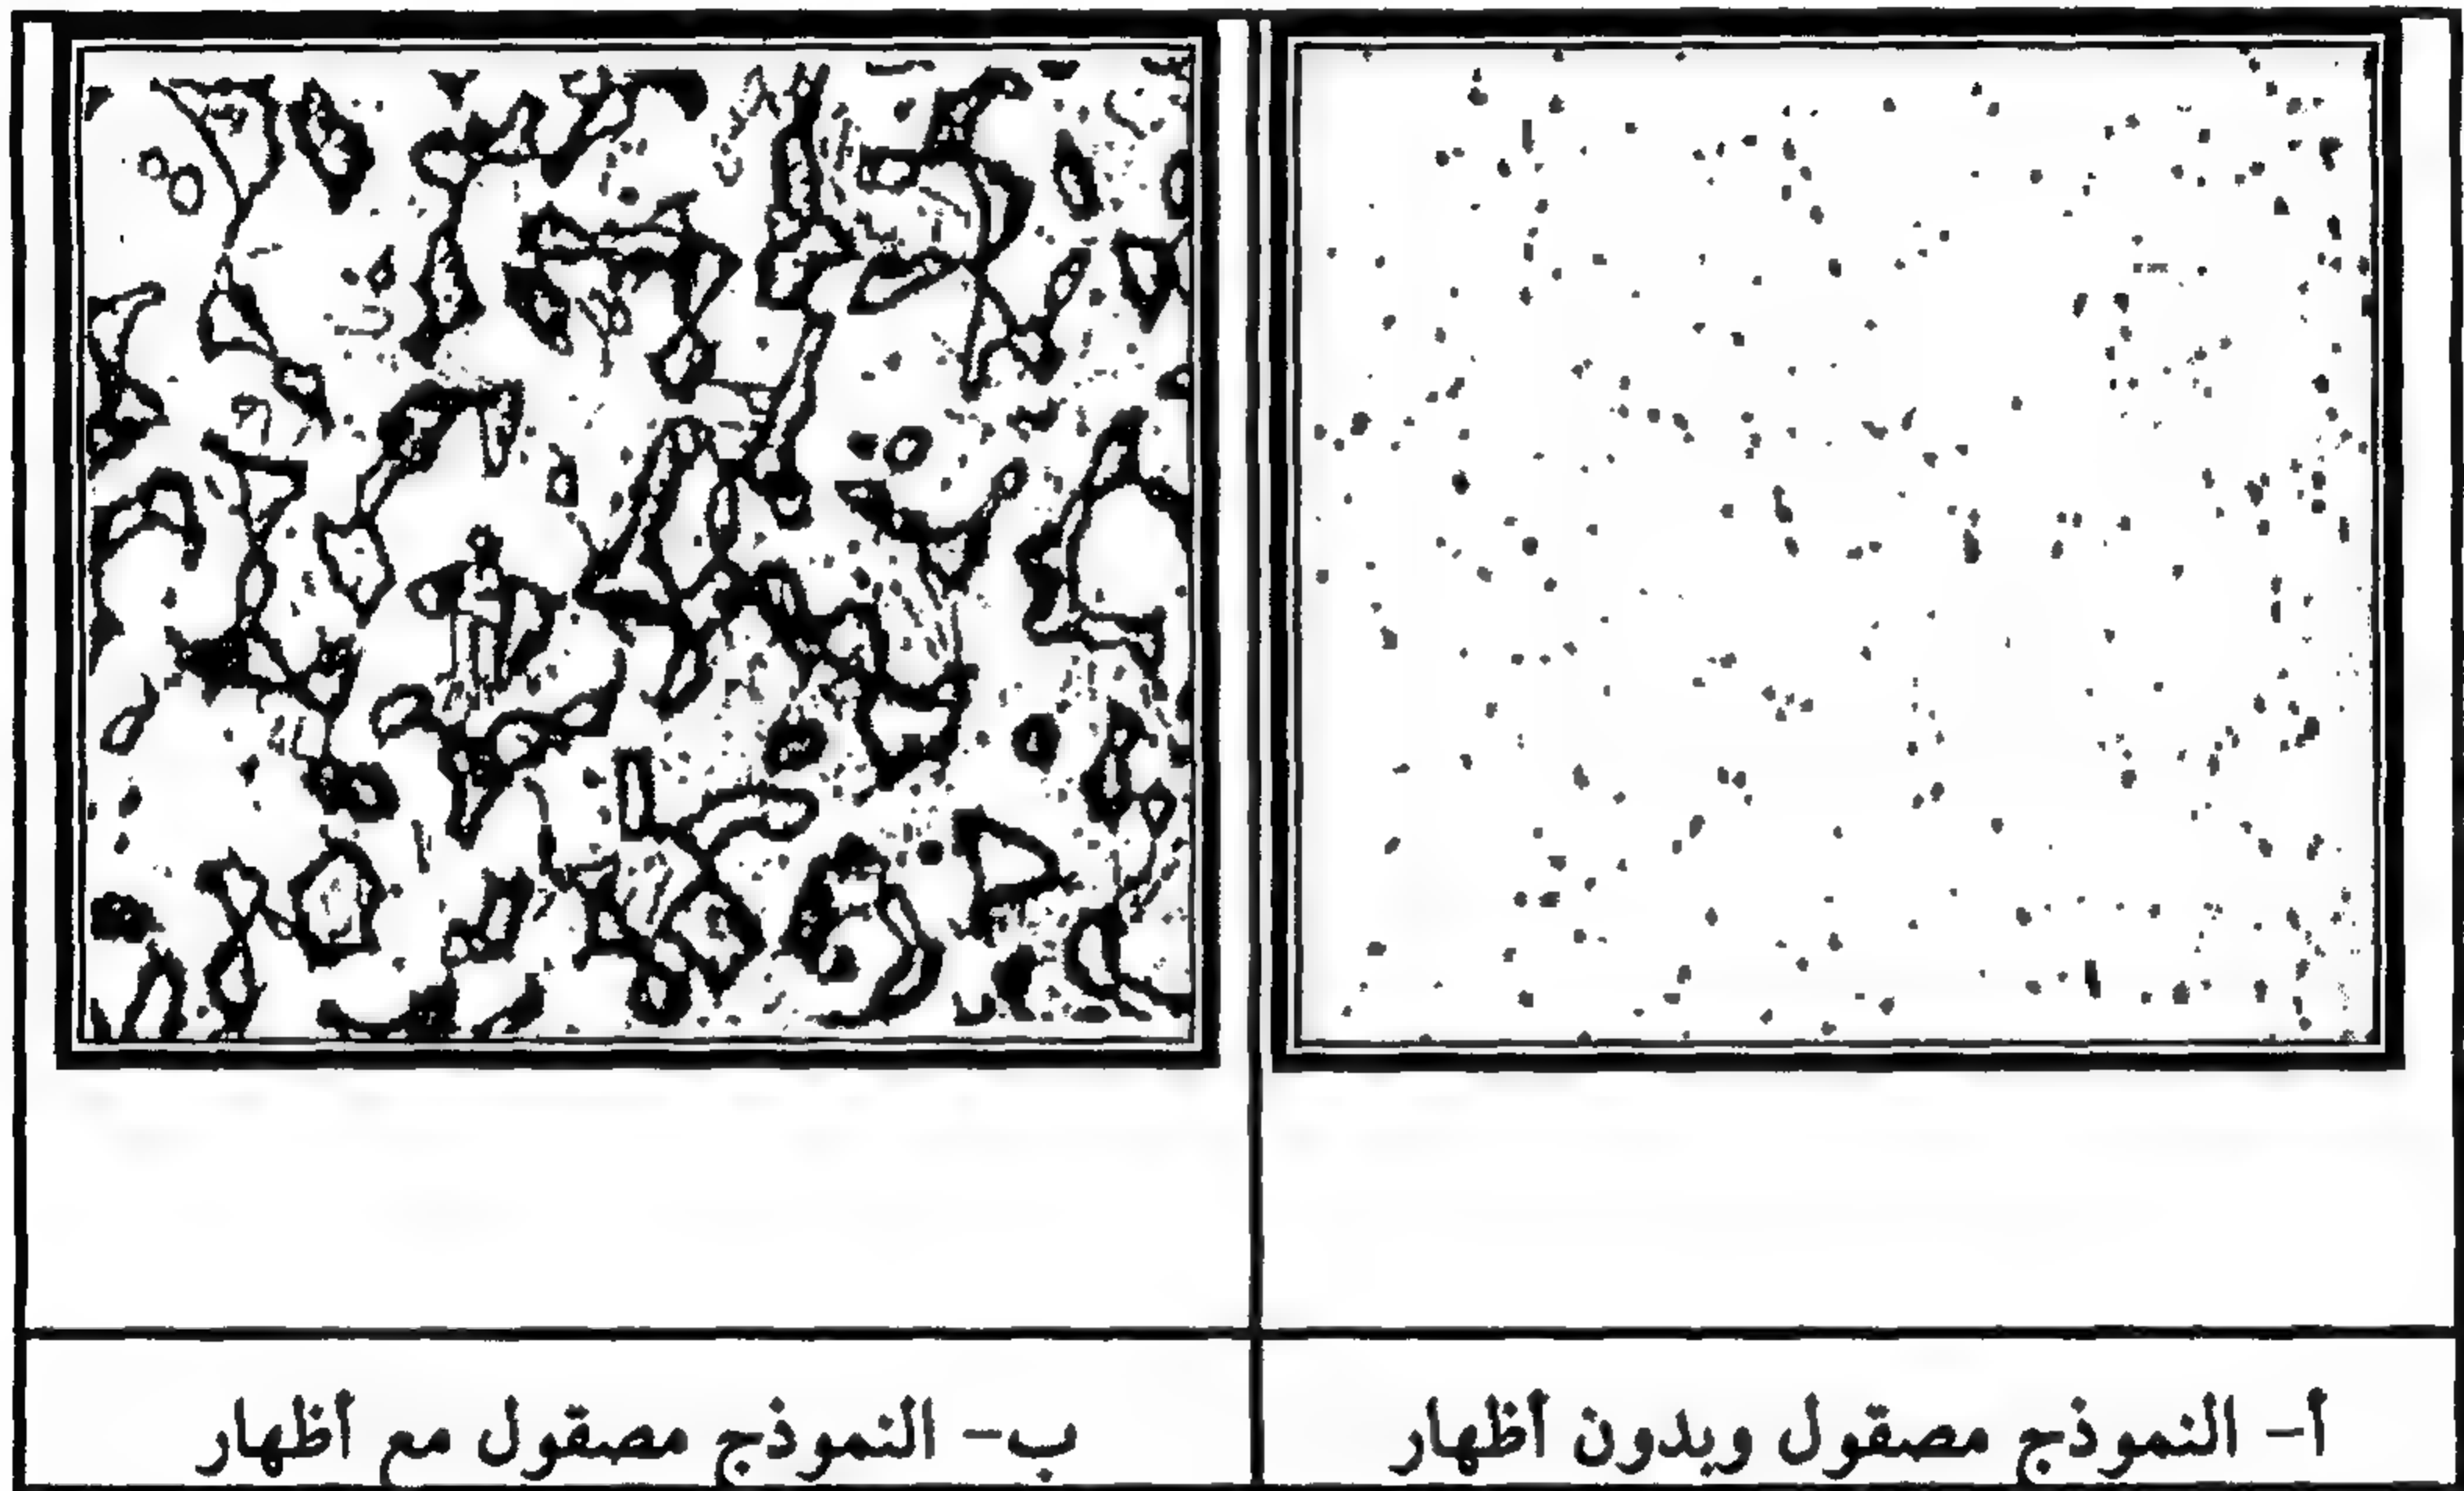 أ- النموذج مصقول وبدون أظهار
ب- النموذج مصقول مع أظهار